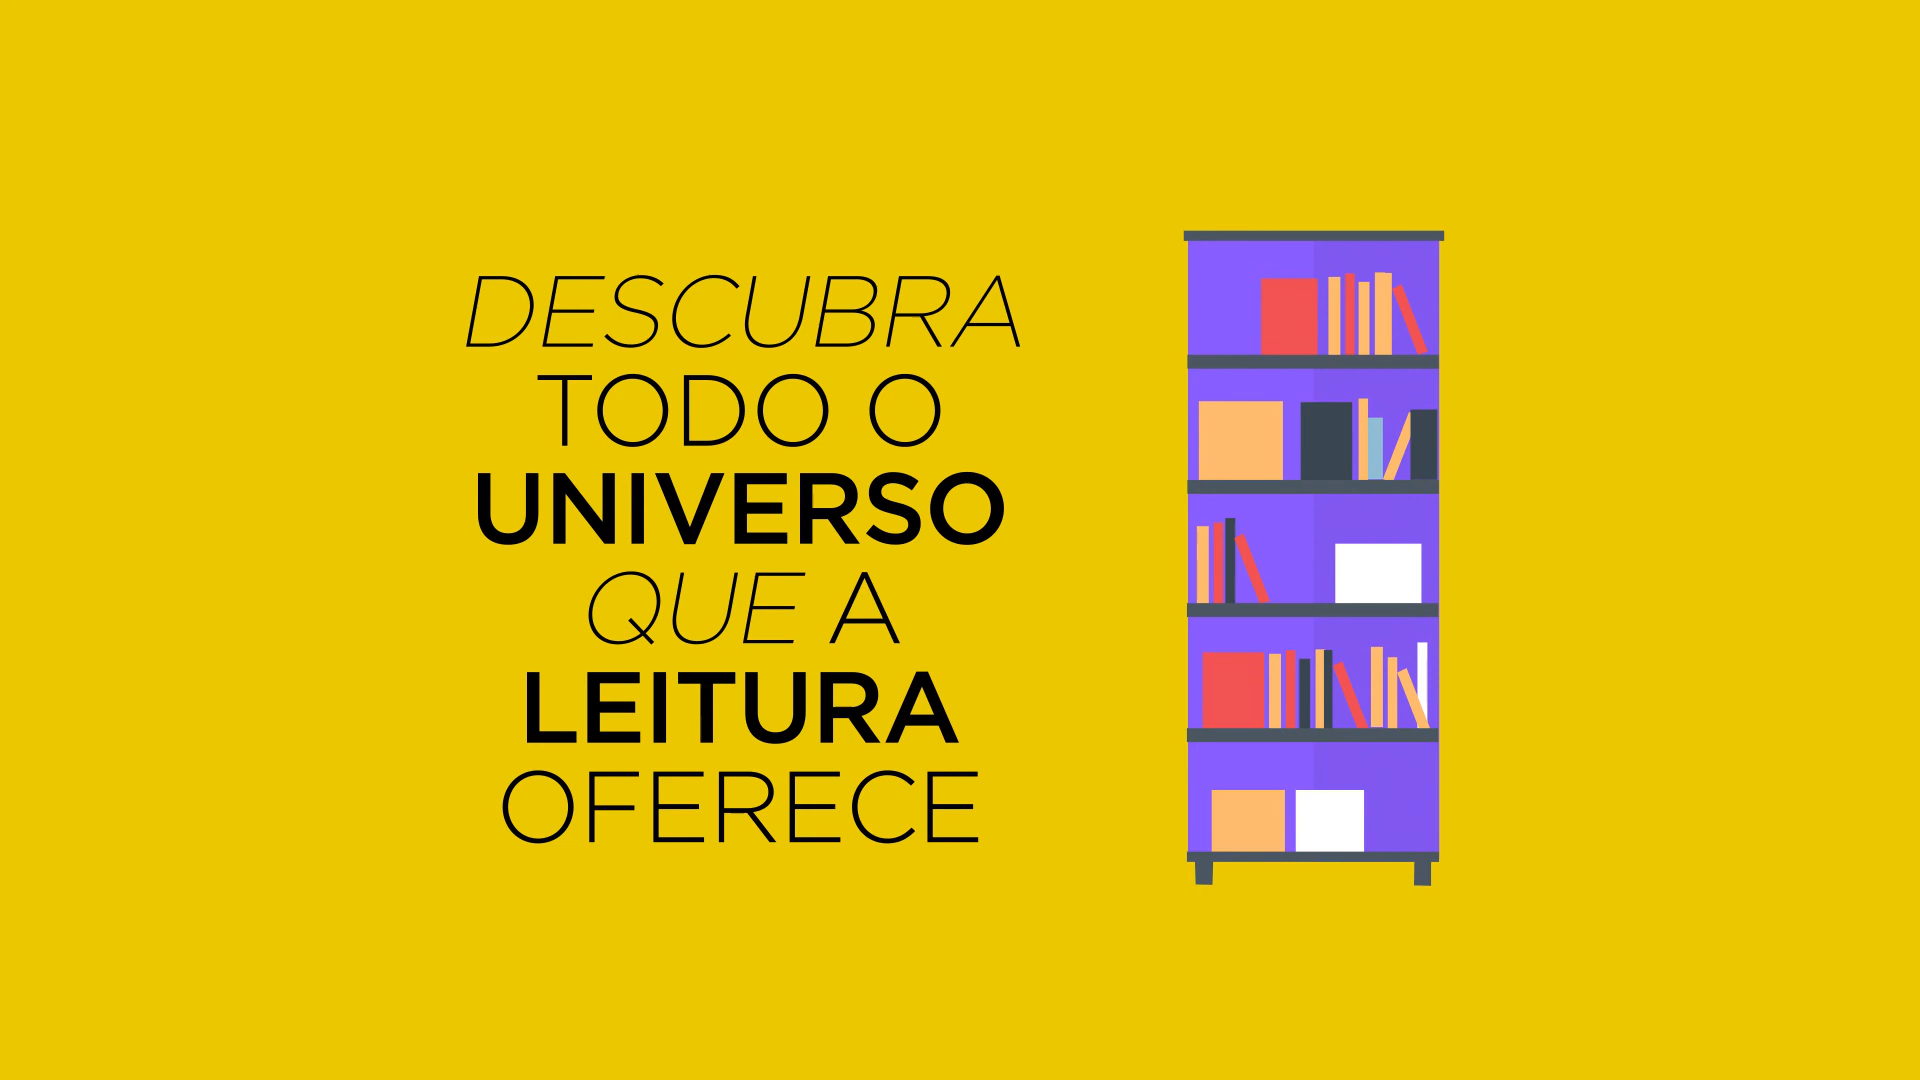 DESCUBRA
TODO O
UNIVERSO
QUE A
LEITURA
OFERECE